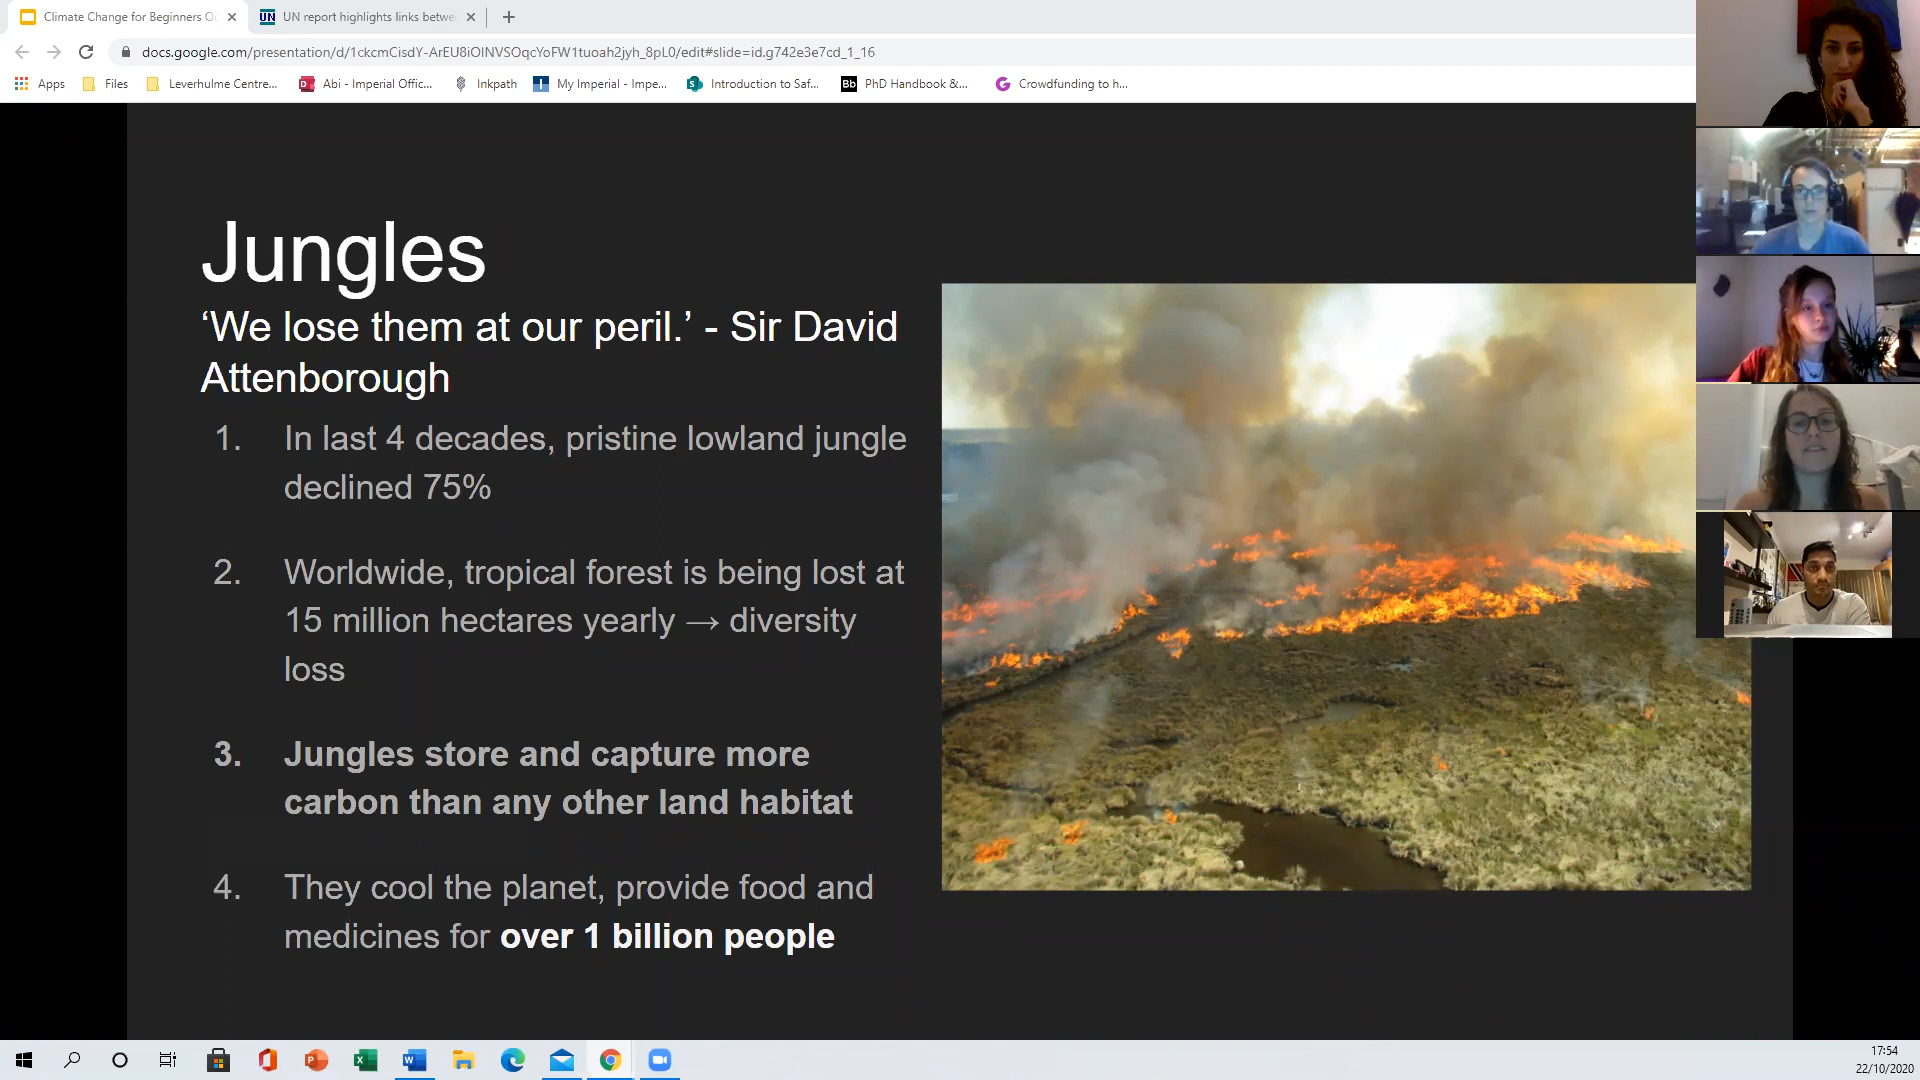 Climate Change for Beginners Oc
UN report highlights links betwe
docs.google.com/presentation/d/1ckcmCisdY-ArEU8iOINVSOqcYoFW1tuoah2jyh_8pL0/edit#slide=id.g742e3e7cd_1_16
Apps Files Leverhulme Centre... Abi - Imperial Offic... Inkpath My Imperial - Impe... Introduction to Saf... Bb PhD Handbook &... Crowdfunding to h...
Jungles
‘We lose them at our peril.’ - Sir David
Attenborough
1. In last 4 decades, pristine lowland jungle
declined 75%
2. Worldwide, tropical forest is being lost at
15 million hectares yearly → diversity
loss
3. Jungles store and capture more
carbon than any other land habitat
4. They cool the planet, provide food and
medicines for over 1 billion people
17:54
22/10/2020